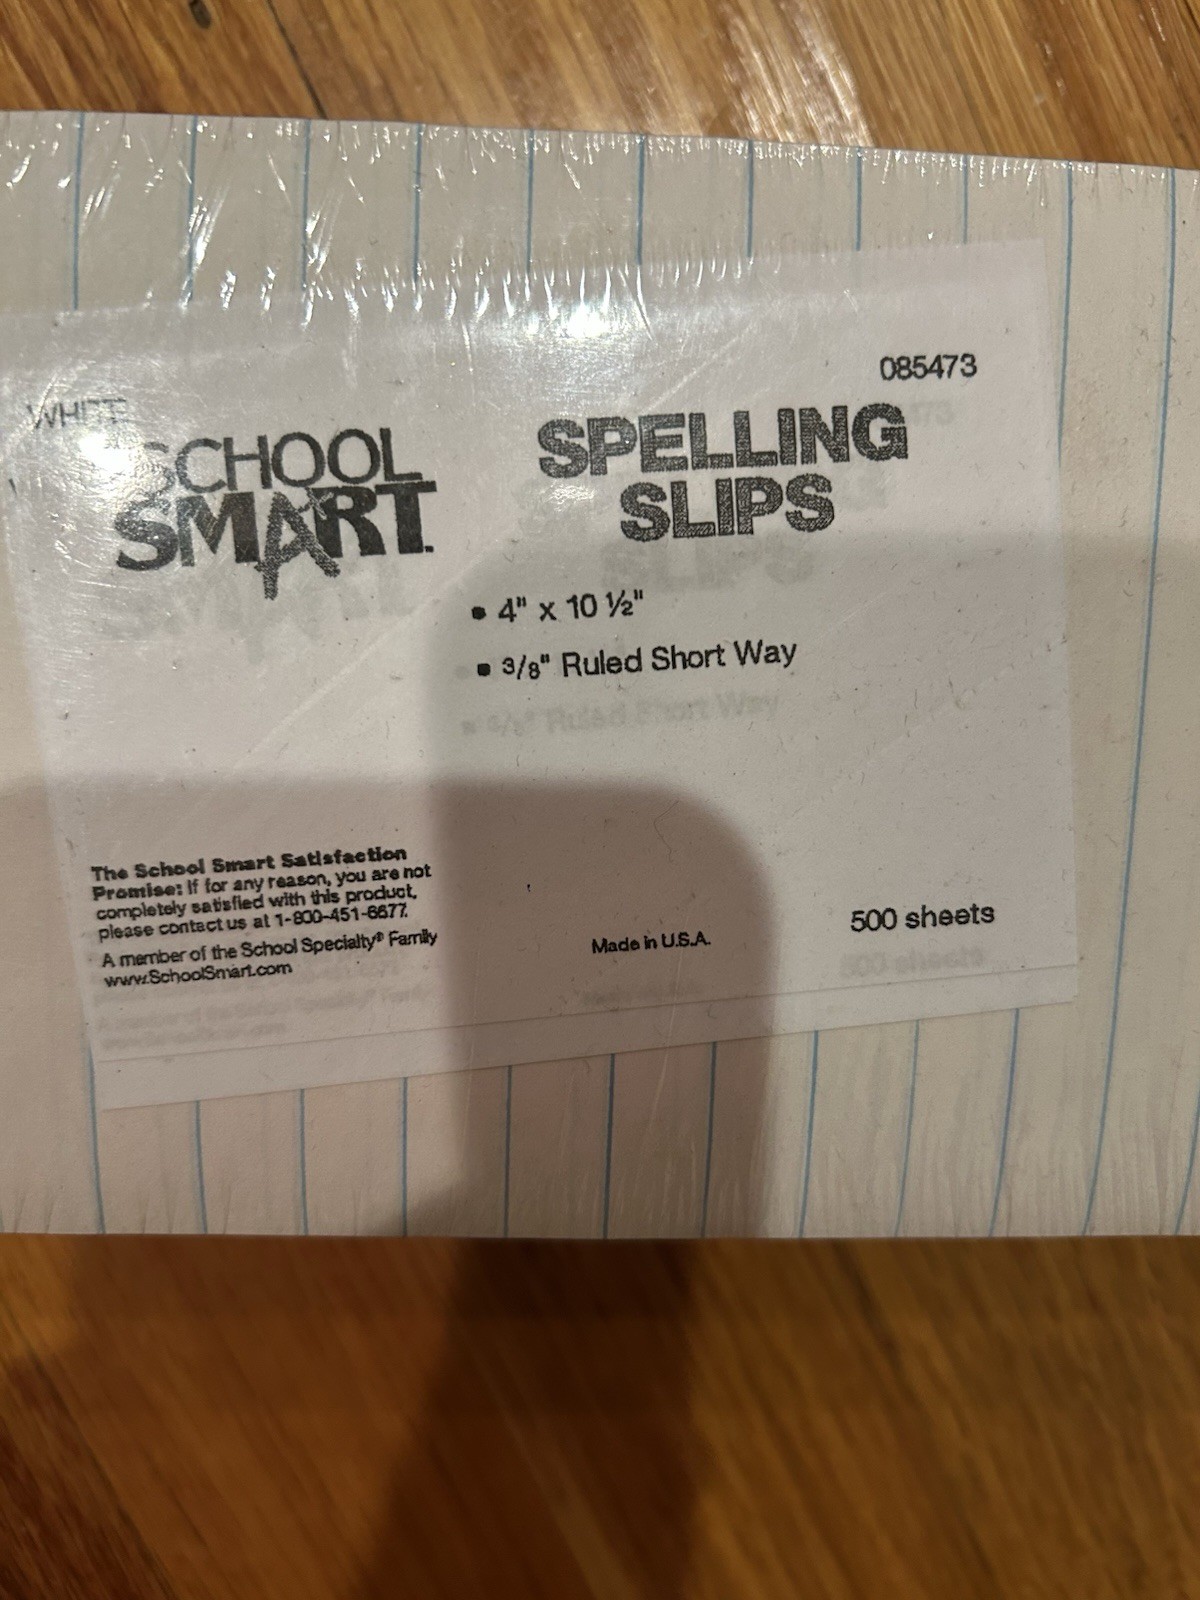 085473
WHITE
SCHOOL
SMART
SPELLING
SLIPS
• 4" x 10 ½"
• 3/8" Ruled Short Way
The School Smart Satisfaction
Promise: If for any reason, you are not
completely satisfied with this product,
please contact us at 1-800-451-6677.
A member of the School Specialty® Family
www.SchoolSmart.com
Made in U.S.A.
500 sheets